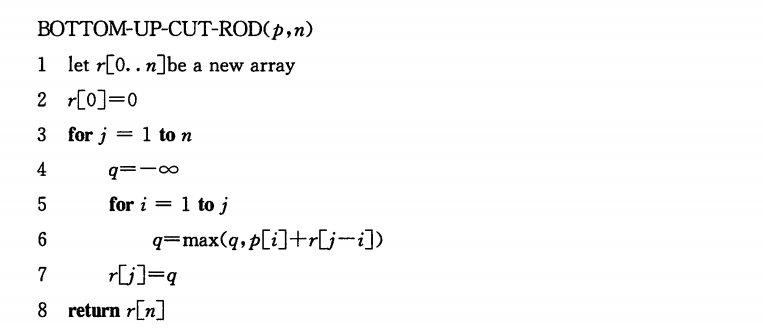 BOTTOM-UP-CUT-ROD(p,n)
1 let r[0..n]be a new array
2 r[0]=0
3 for j = 1 to n
4 q=-∞
5 for i = 1 to j
6 q=max(q,p[i]+r[j-i])
7 r[j]=q
8 return r[n]